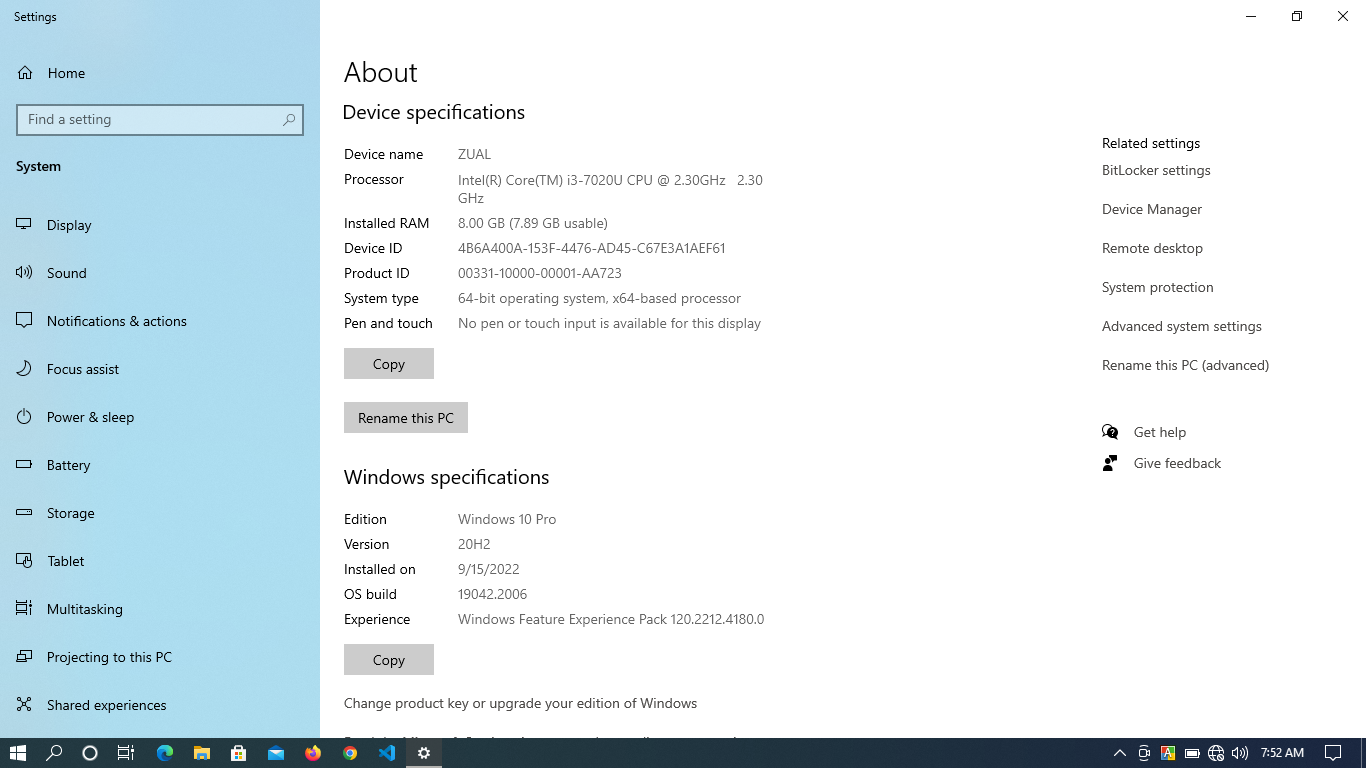 Settings
Home
Find a setting
System
Display
Sound
Notifications & actions
Focus assist
Power & sleep
Battery
Storage
Tablet
Multitasking
Projecting to this PC
Shared experiences
About
Device specifications
Device name ZUAL
Processor Intel(R) Core(TM) i3-7020U CPU @ 2.30GHz 2.30
GHz
Installed RAM 8.00 GB (7.89 GB usable)
Device ID 4B6A400A-153F-4476-AD45-C67E3A1AEF61
Product ID 00331-10000-00001-AA723
System type 64-bit operating system, x64-based processor
Pen and touch No pen or touch input is available for this display
Copy
Rename this PC
Windows specifications
Edition Windows 10 Pro
Version 20H2
Installed on 9/15/2022
OS build 19042.2006
Experience Windows Feature Experience Pack 120.2212.4180.0
Copy
Change product key or upgrade your edition of Windows
Related settings
BitLocker settings
Device Manager
Remote desktop
System protection
Advanced system settings
Rename this PC (advanced)
Get help
Give feedback
7:52 AM